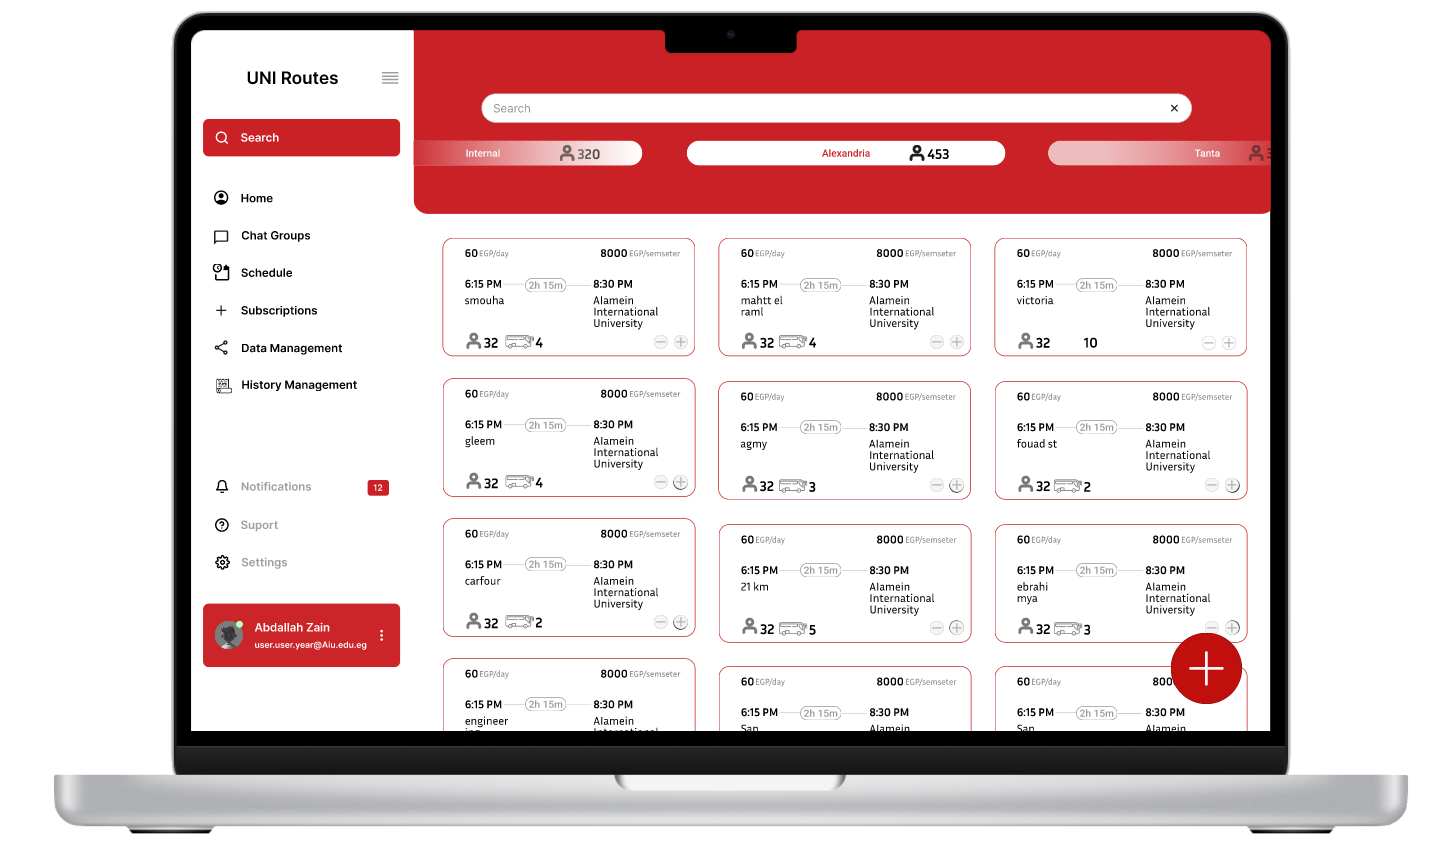 UNI Routes
Search
Home
Chat Groups
Schedule
Subscriptions
Data Management
History Management
Notifications 12
Suport
Settings
Abdallah Zain
user.user.year@Aiu.edu.eg
Search
Internal 320
Alexandria 453
Tanta
60 EGP/day 8000 EGP/semseter
6:15 PM 2h 15m 8:30 PM
smouha
Alamein
International
University
32 4
60 EGP/day 8000 EGP/semseter
6:15 PM 2h 15m 8:30 PM
mahtt el
raml
Alamein
International
University
32 4
60 EGP/day 8000 EGP/semseter
6:15 PM 2h 15m 8:30 PM
victoria
Alamein
International
University
32 10
60 EGP/day 8000 EGP/semseter
6:15 PM 2h 15m 8:30 PM
gleem
Alamein
International
University
32 4
60 EGP/day 8000 EGP/semseter
6:15 PM 2h 15m 8:30 PM
agmy
Alamein
International
University
32 3
60 EGP/day 8000 EGP/semseter
6:15 PM 2h 15m 8:30 PM
fouad st
Alamein
International
University
32 2
60 EGP/day 8000 EGP/semseter
6:15 PM 2h 15m 8:30 PM
carfour
Alamein
International
University
32 2
60 EGP/day 8000 EGP/semseter
6:15 PM 2h 15m 8:30 PM
21 km
Alamein
International
University
32 5
60 EGP/day 8000 EGP/semseter
6:15 PM 2h 15m 8:30 PM
ebrahi
mya
Alamein
International
University
32 3
60 EGP/day 8000 EGP/semseter
6:15 PM 2h 15m 8:30 PM
engineer
Alamein
60 EGP/day 8000 EGP/semseter
6:15 PM 2h 15m 8:30 PM
San
Alamein
60 EGP/day 800
6:15 PM 2h 15m 8:30 PM
San
Alamein